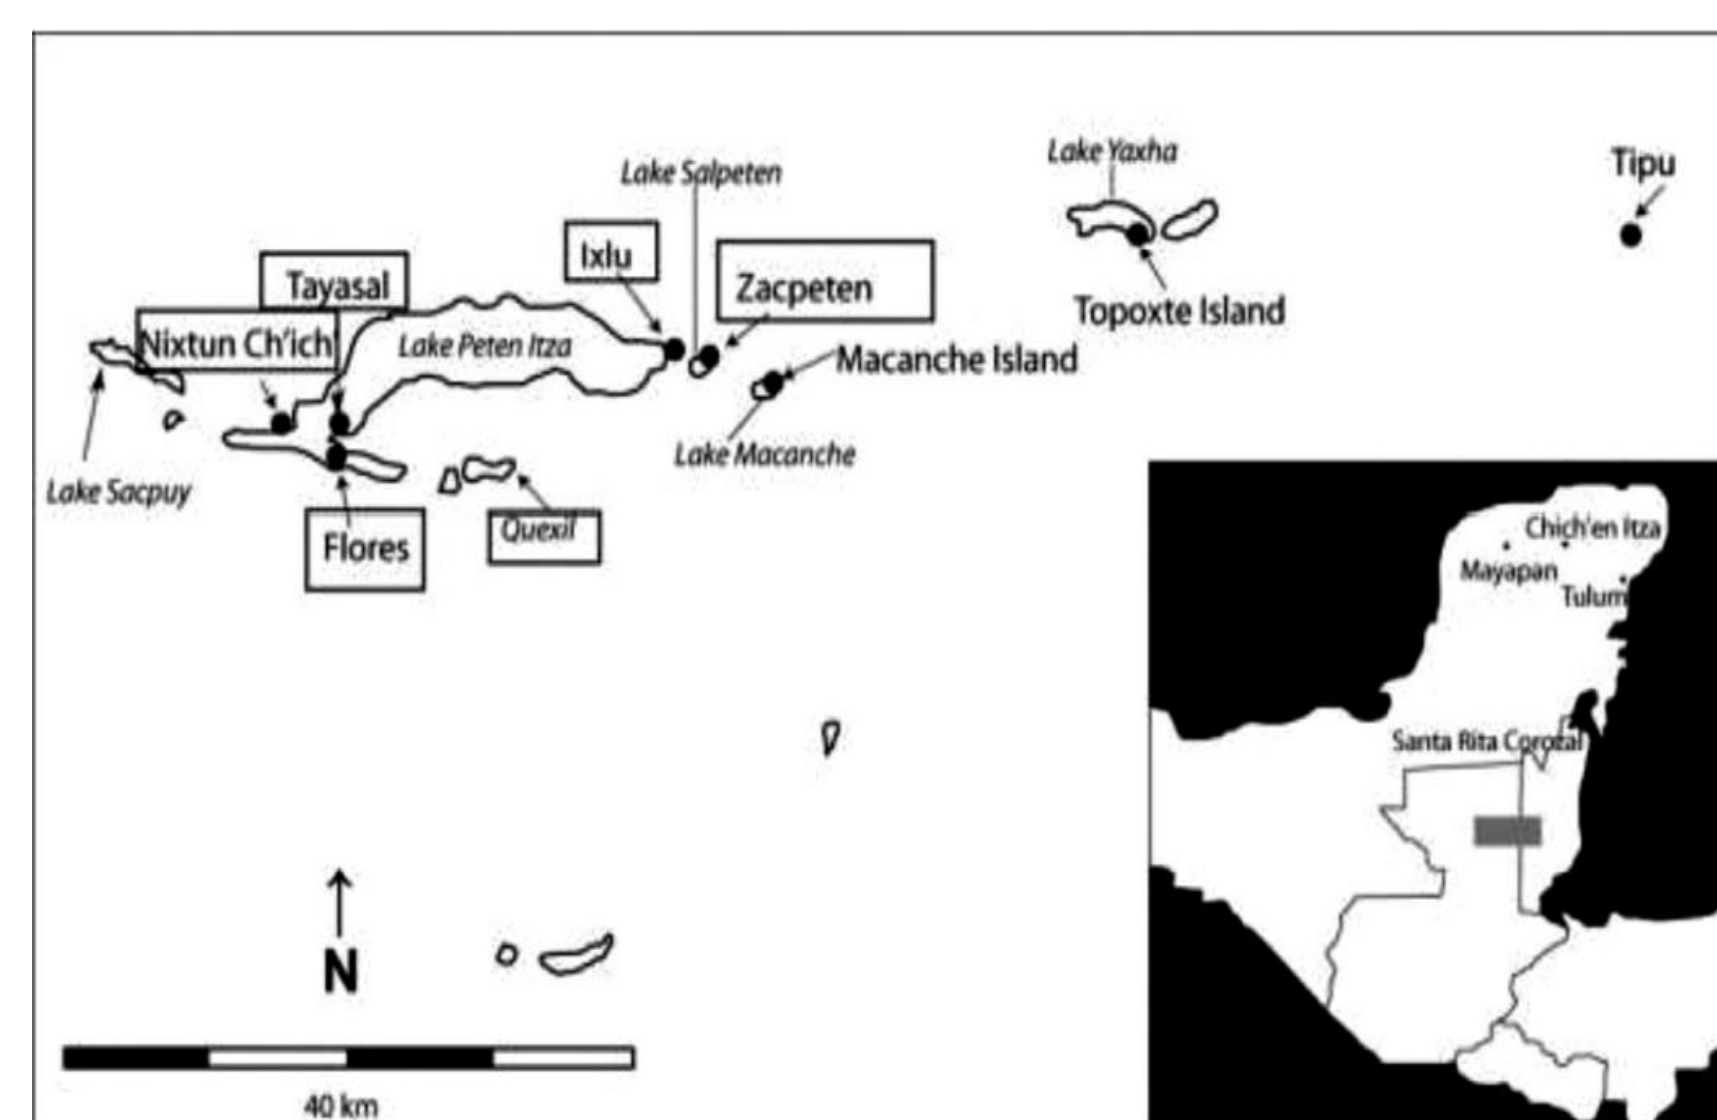 Lake Yaxha
Tipu
Lake Salpeten
Ixlu
Tayasal
Zacpeten
Topoxte Island
Nixtun Ch'ich
Lake Peten Itza
Macanche Island
Lake Macanche
Lake Sacpuy
Quexil
Flores
Chich'en Itza
Mayapan
Tulum
Santa Rita Corozal
N
40 km